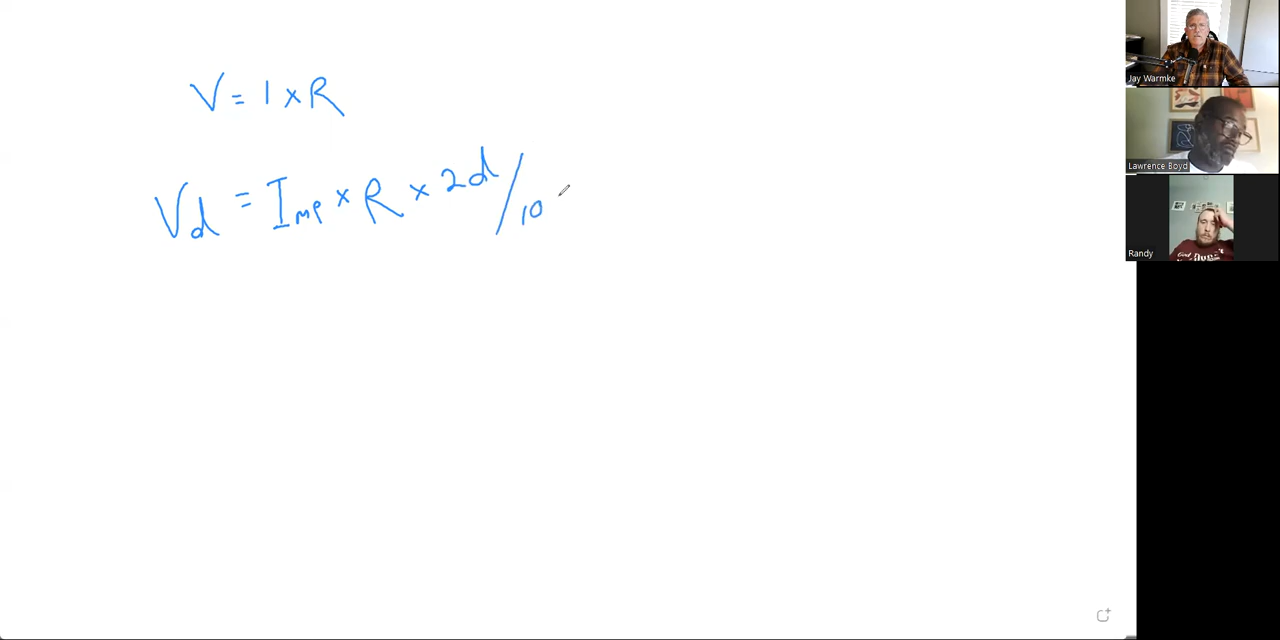 V = I x R
Vd = Imp x R x 2d/10
Jay Warmke
Lawrence Boyd
Randy